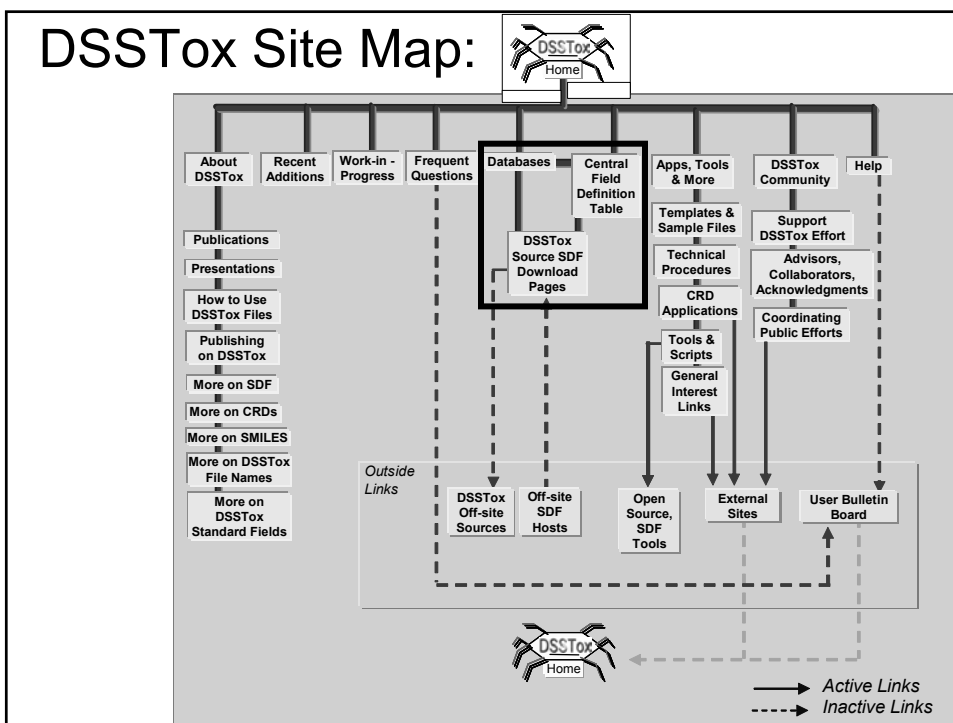 DSSTox Site Map:
DSSTox
Home
About
DSSTox
Recent
Additions
Work-in -
Progress
Frequent
Questions
Databases
Central
Field
Definition
Table
Apps, Tools
& More
DSSTox
Community
Help
Publications
Presentations
How to Use
DSSTox Files
Publishing
on DSSTox
More on SDF
More on CRDs
More on SMILES
More on DSSTox
File Names
More on
DSSTox
Standard Fields
DSSTox
Source SDF
Download
Pages
Templates &
Sample Files
Technical
Procedures
CRD
Applications
Tools &
Scripts
General
Interest
Links
Support
DSSTox Effort
Advisors,
Collaborators,
Acknowledgments
Coordinating
Public Efforts
Outside
Links
DSSTox
Off-site
Sources
Off-site
SDF
Hosts
Open
Source,
SDF
Tools
External
Sites
User Bulletin
Board
DSSTox
Home
Active Links
Inactive Links